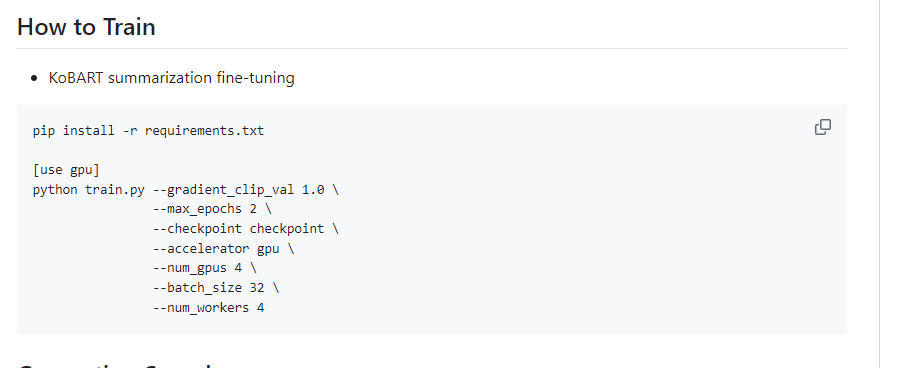 How to Train
• KoBART summarization fine-tuning
pip install -r requirements.txt
[use gpu]
python train.py --gradient_clip_val 1.0 \
--max_epochs 2 \
--checkpoint checkpoint \
--accelerator gpu \
--num_gpus 4 \
--batch_size 32 \
--num_workers 4